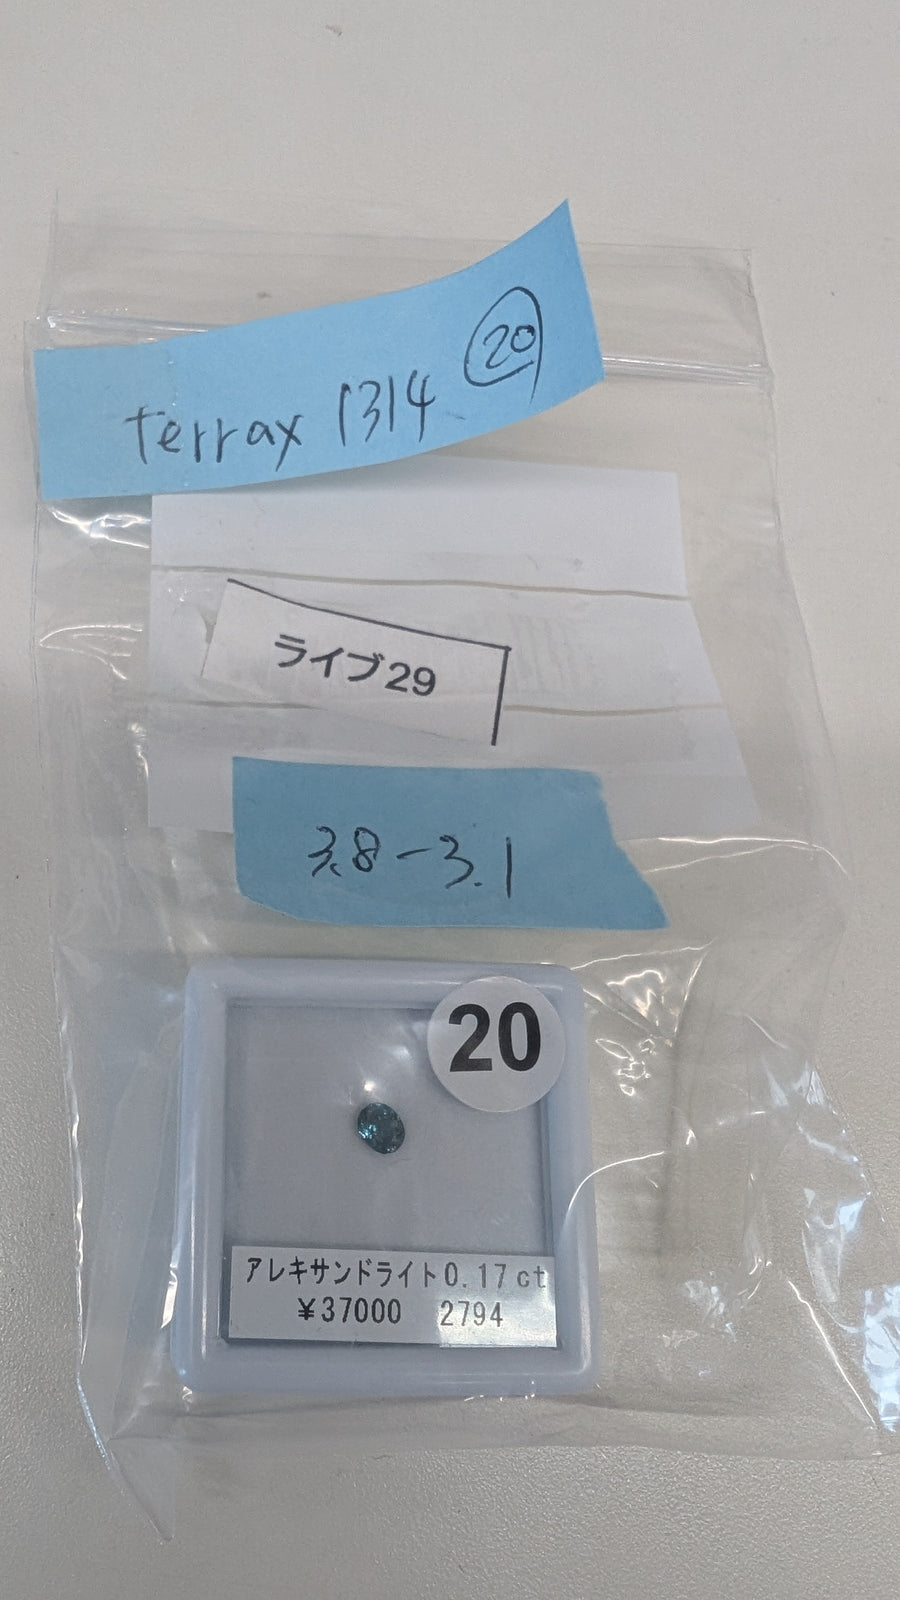 20
terrax 1314
ライブ29
3.8-3.1
20
アレキサンドライト0.17ct
¥37000 2794